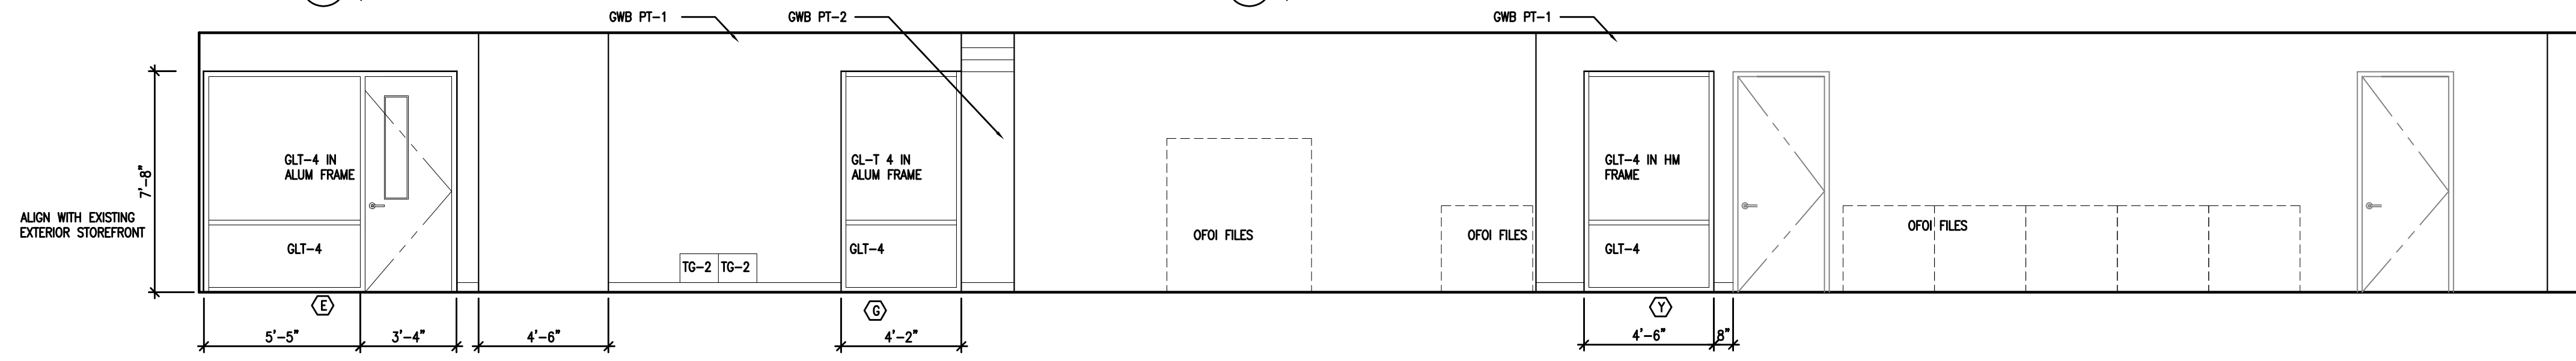 GWB PT-1
GWB PT-2
GWB PT-1
7'-8"
ALIGN WITH EXISTING
EXTERIOR STOREFRONT
GLT-4 IN
ALUM FRAME
GLT-4
TG-2
TG-2
GL-T 4 IN
ALUM FRAME
GLT-4
OFOI FILES
OFOI FILES
GLT-4 IN HM
FRAME
GLT-4
OFOI FILES
E
G
Y
5'-5"
3'-4"
4'-6"
4'-2"
4'-6"
8"